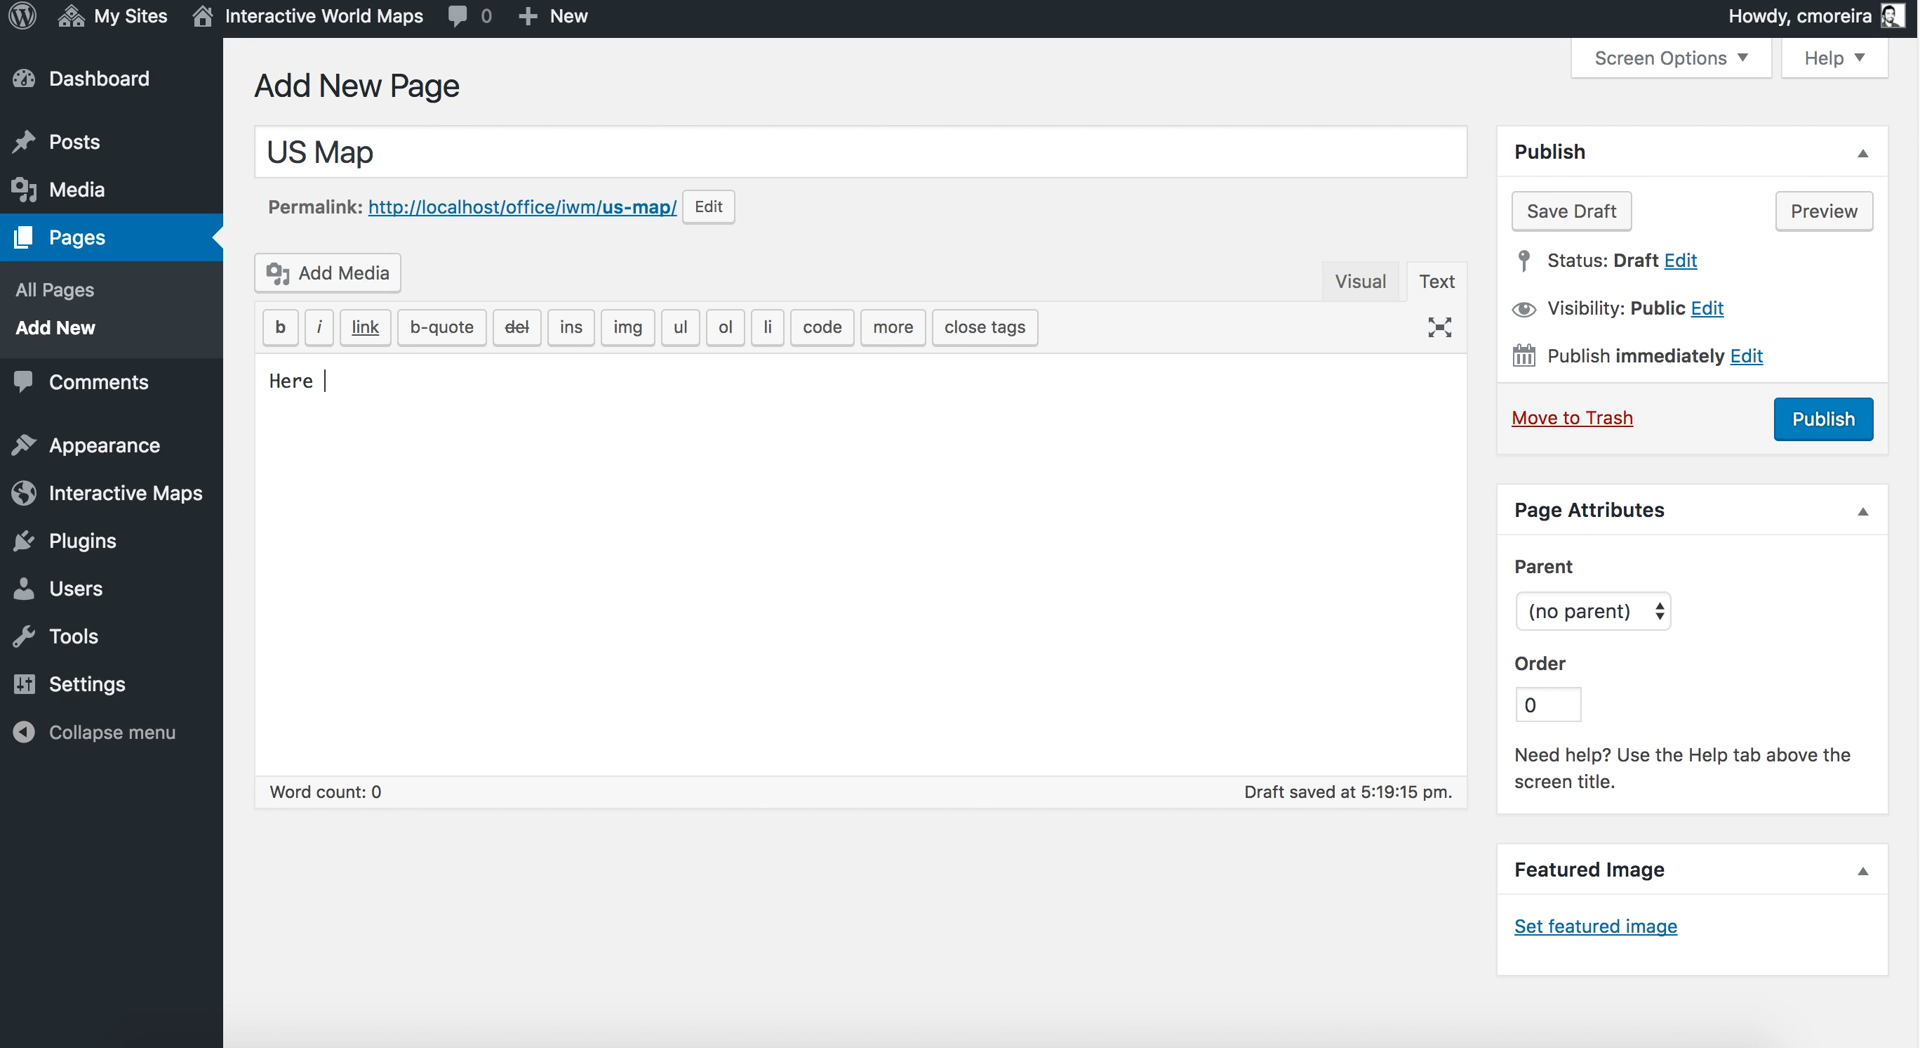 My Sites
Interactive World Maps
0
New
Howdy, cmoreira
Dashboard
Posts
Media
Pages
All Pages
Add New
Comments
Appearance
Interactive Maps
Plugins
Users
Tools
Settings
Collapse menu
Screen Options
Help
Add New Page
US Map
Permalink: http://localhost/office/iwm/us-map/ Edit
Add Media
Visual Text
b i link b-quote del ins img ul ol li code more close tags
Here
Word count: 0
Draft saved at 5:19:15 pm.
Publish
Save Draft
Preview
Status: Draft Edit
Visibility: Public Edit
Publish immediately Edit
Move to Trash
Publish
Page Attributes
Parent
(no parent)
Order
0
Need help? Use the Help tab above the
screen title.
Featured Image
Set featured image